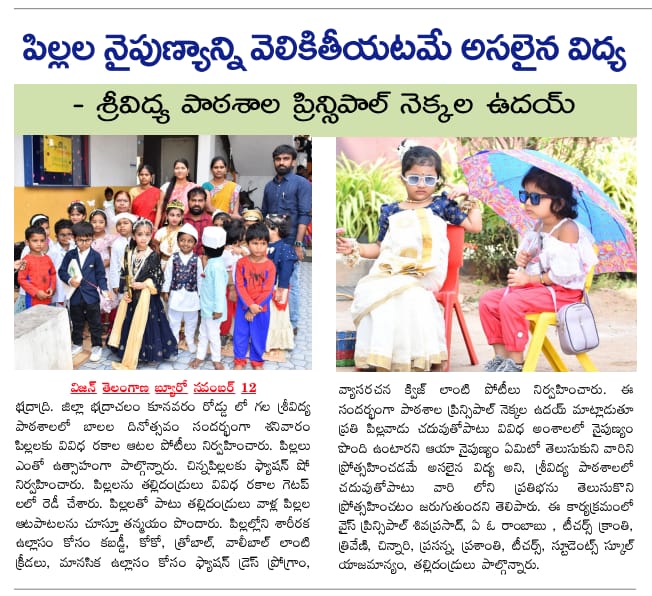 పిల్లల నైపుణ్యాన్ని వెలికితీయటమే అసలైన విద్య
- శ్రీవిద్య పాఠశాల ప్రిన్సిపాల్ నెక్కల ఉదయ్
విజన్ తెలంగాణ బ్యూరో నవంబర్ 12
భద్రాద్రి. జిల్లా భద్రాచలం కూనవరం రోడ్డు లో గల శ్రీవిద్య
పాఠశాలలో బాలల దినోత్సవం సందర్భంగా శనివారం
పిల్లలకు వివిధ రకాల ఆటల పోటీలు నిర్వహించారు. పిల్లలు
ఎంతో ఉత్సాహంగా పాల్గొన్నారు. చిన్నపిల్లలకు ఫ్యాషన్ షో
నిర్వహించారు. పిల్లలను తల్లిదండ్రులు వివిధ రకాల గెటప్
లలో రెడీ చేశారు. పిల్లలతో పాటు తల్లిదండ్రులు వాళ్ల పిల్లల
ఆటపాటలను చూస్తూ తన్మయం పొందారు. పిల్లల్లోని శారీరక
ఉల్లాసం కోసం కబడ్డీ, కోకో, త్రోబాల్, వాలీబాల్ లాంటి
క్రీడలు, మానసిక ఉల్లాసం కోసం ఫ్యాషన్ డ్రెస్ ప్రోగ్రాం,
వ్యాసరచన క్విజ్ లాంటి పోటీలు నిర్వహించారు. ఈ
సందర్భంగా పాఠశాల ప్రిన్సిపాల్ నెక్కల ఉదయ్ మాట్లాడుతూ
ప్రతి పిల్లవాడు చదువుతోపాటు వివిధ అంశాలలో నైపుణ్యం
పొంది ఉంటారని ఆయా నైపుణ్యం ఏమిటో తెలుసుకుని వారిని
ప్రోత్సహించడమే అసలైన విద్య అని, శ్రీవిద్య పాఠశాలలో
చదువుతోపాటు వారి లోని ప్రతిభను తెలుసుకొని
ప్రోత్సహించటం జరుగుతుందని తెలిపారు. ఈ కార్యక్రమంలో
వైస్ ప్రిన్సిపాల్ శివప్రసాద్, ఏ ఓ రాంబాబు , టీచర్స్ క్రాంతి,
త్రివేణి, చిన్నారి, ప్రసన్న, ప్రశాంతి, టీచర్స్, స్టూడెంట్స్ స్కూల్
యాజమాన్యం, తల్లిదండ్రులు పాల్గొన్నారు.